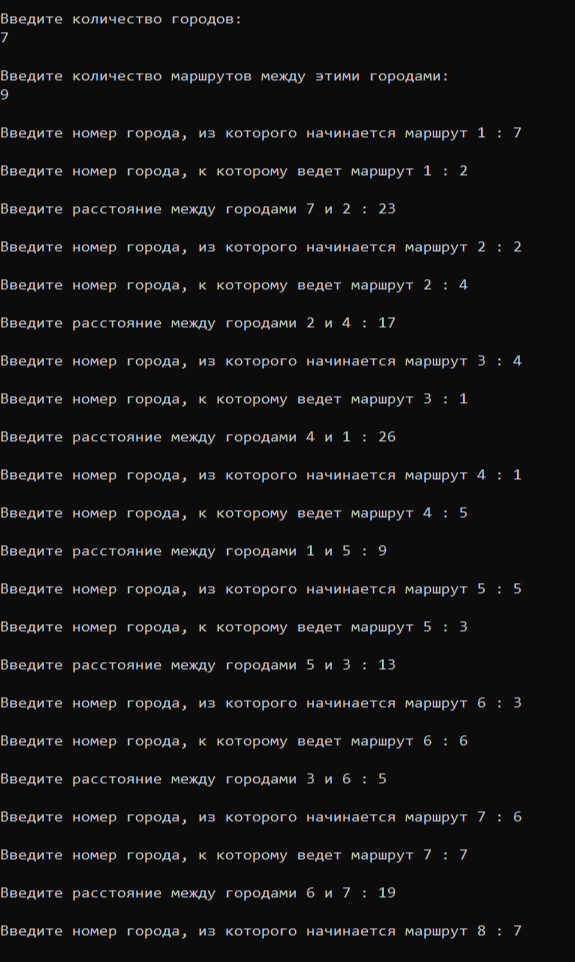 Введите количество городов:
7
Введите количество маршрутов между этими городами:
9
Введите номер города, из которого начинается маршрут 1 : 7
Введите номер города, к которому ведет маршрут 1 : 2
Введите расстояние между городами 7 и 2 : 23
Введите номер города, из которого начинается маршрут 2 : 2
Введите номер города, к которому ведет маршрут 2 : 4
Введите расстояние между городами 2 и 4 : 17
Введите номер города, из которого начинается маршрут 3 : 4
Введите номер города, к которому ведет маршрут 3 : 1
Введите расстояние между городами 4 и 1 : 26
Введите номер города, из которого начинается маршрут 4 : 1
Введите номер города, к которому ведет маршрут 4 : 5
Введите расстояние между городами 1 и 5 : 9
Введите номер города, из которого начинается маршрут 5 : 5
Введите номер города, к которому ведет маршрут 5 : 3
Введите расстояние между городами 5 и 3 : 13
Введите номер города, из которого начинается маршрут 6 : 3
Введите номер города, к которому ведет маршрут 6 : 6
Введите расстояние между городами 3 и 6 : 5
Введите номер города, из которого начинается маршрут 7 : 6
Введите номер города, к которому ведет маршрут 7 : 7
Введите расстояние между городами 6 и 7 : 19
Введите номер города, из которого начинается маршрут 8 : 7